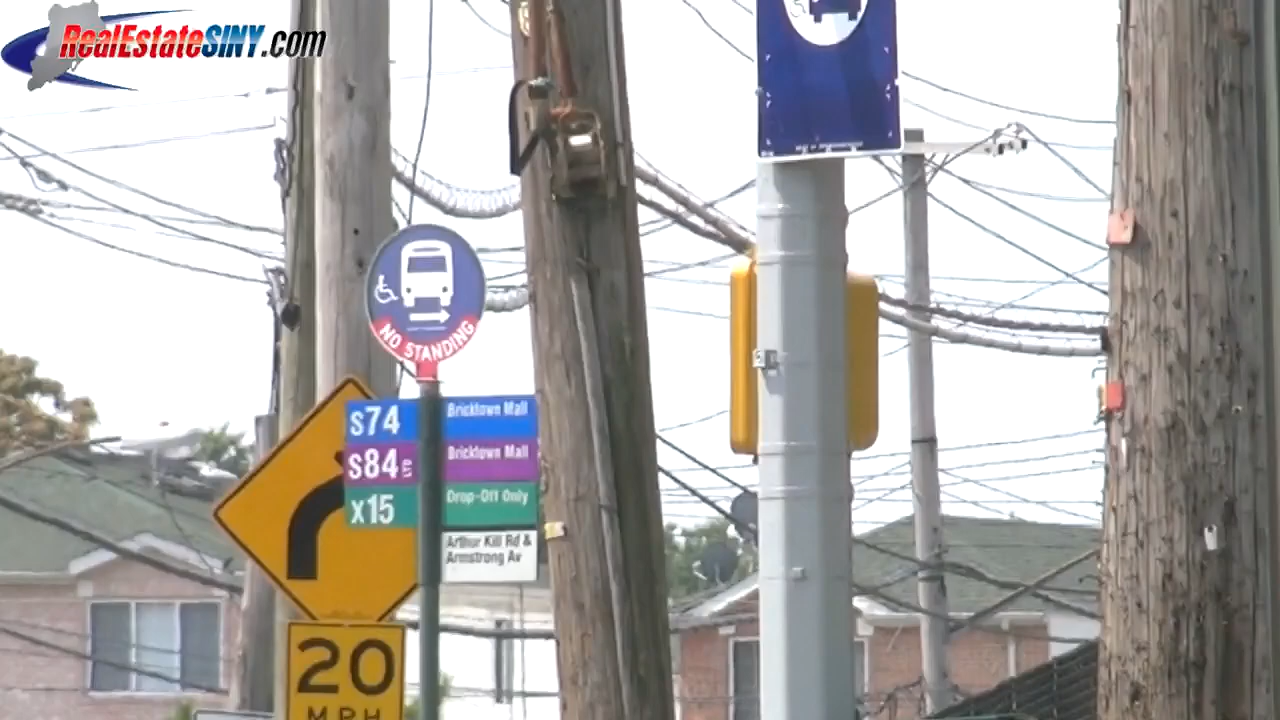 RealEstateSINY.com
NO STANDING
S74 Bricktown Mall
S84 LTD Bricktown Mall
X15 Drop-Off Only
Arthur Kill Rd &
Armstrong Av
20
MPH